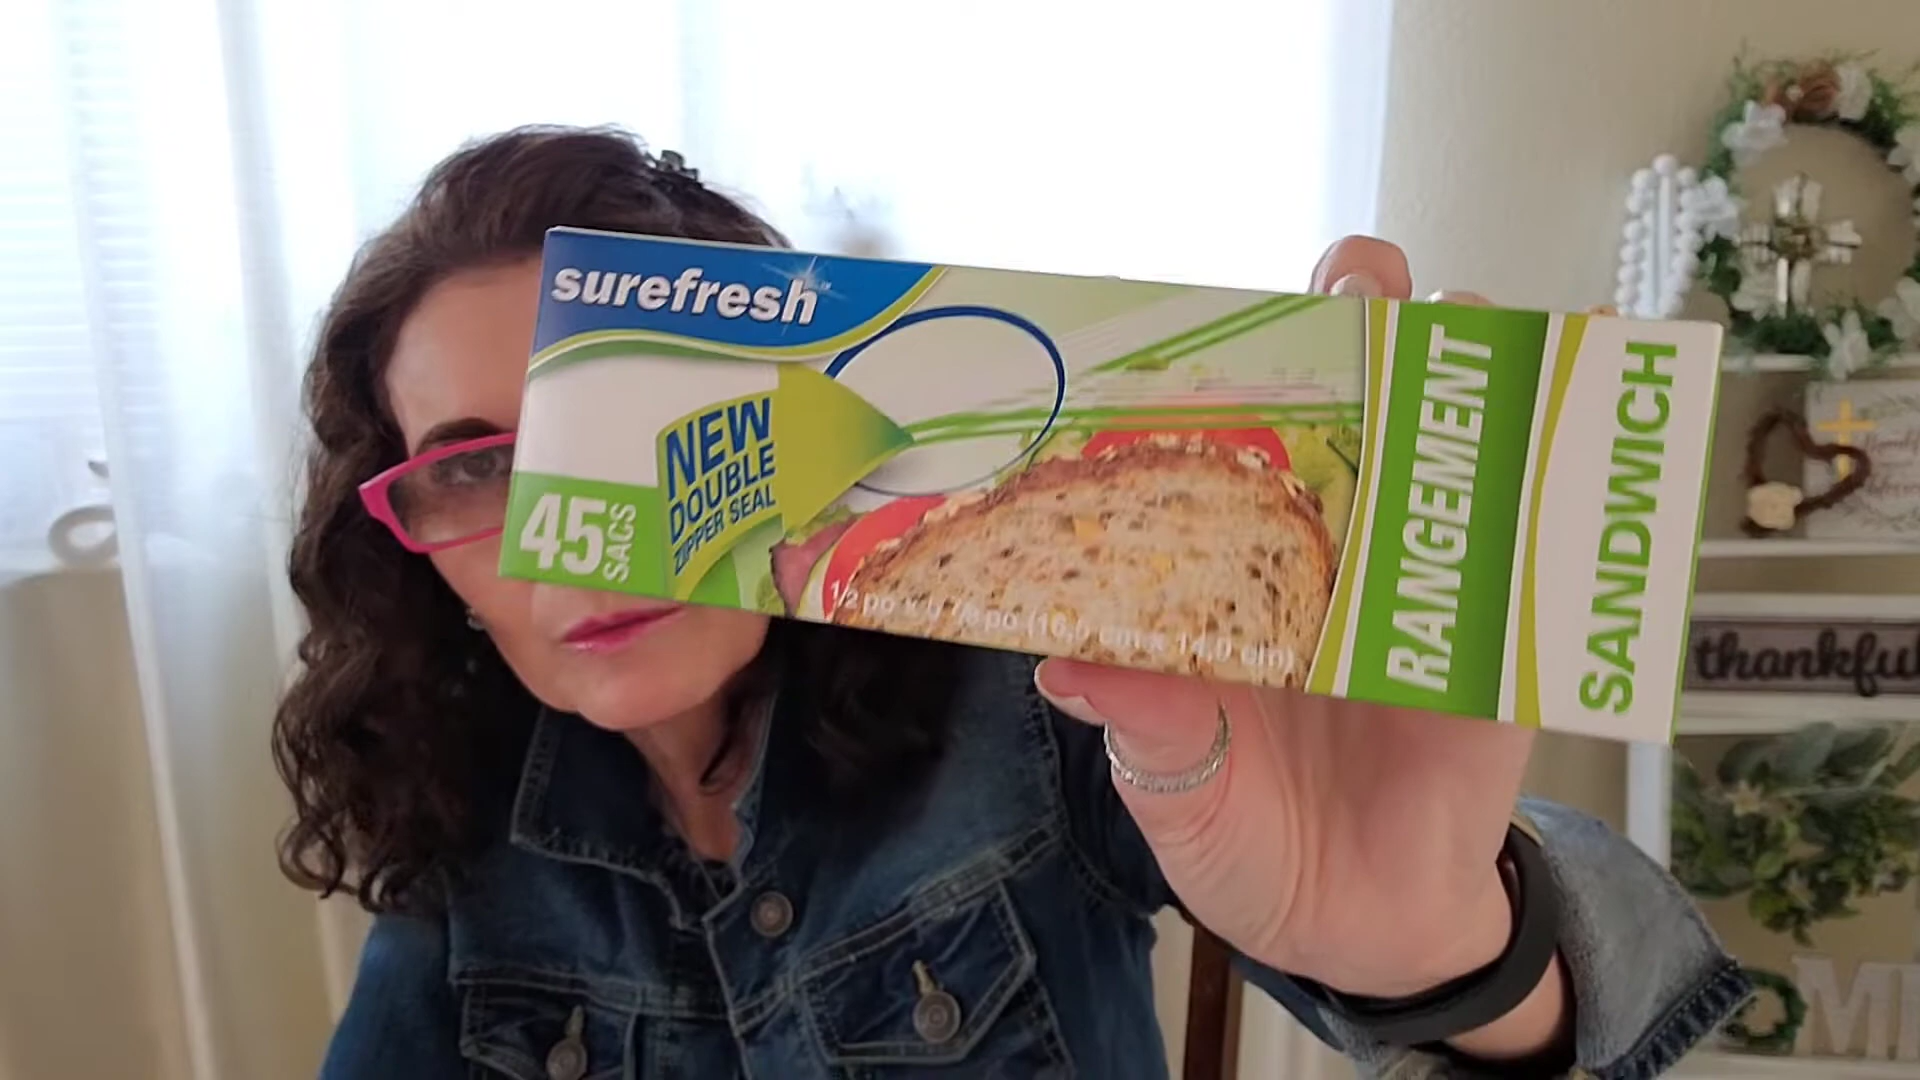 surefresh
NEW
DOUBLE
ZIPPER SEAL
45
SACS
RANGEMENT
SANDWICH
thankful